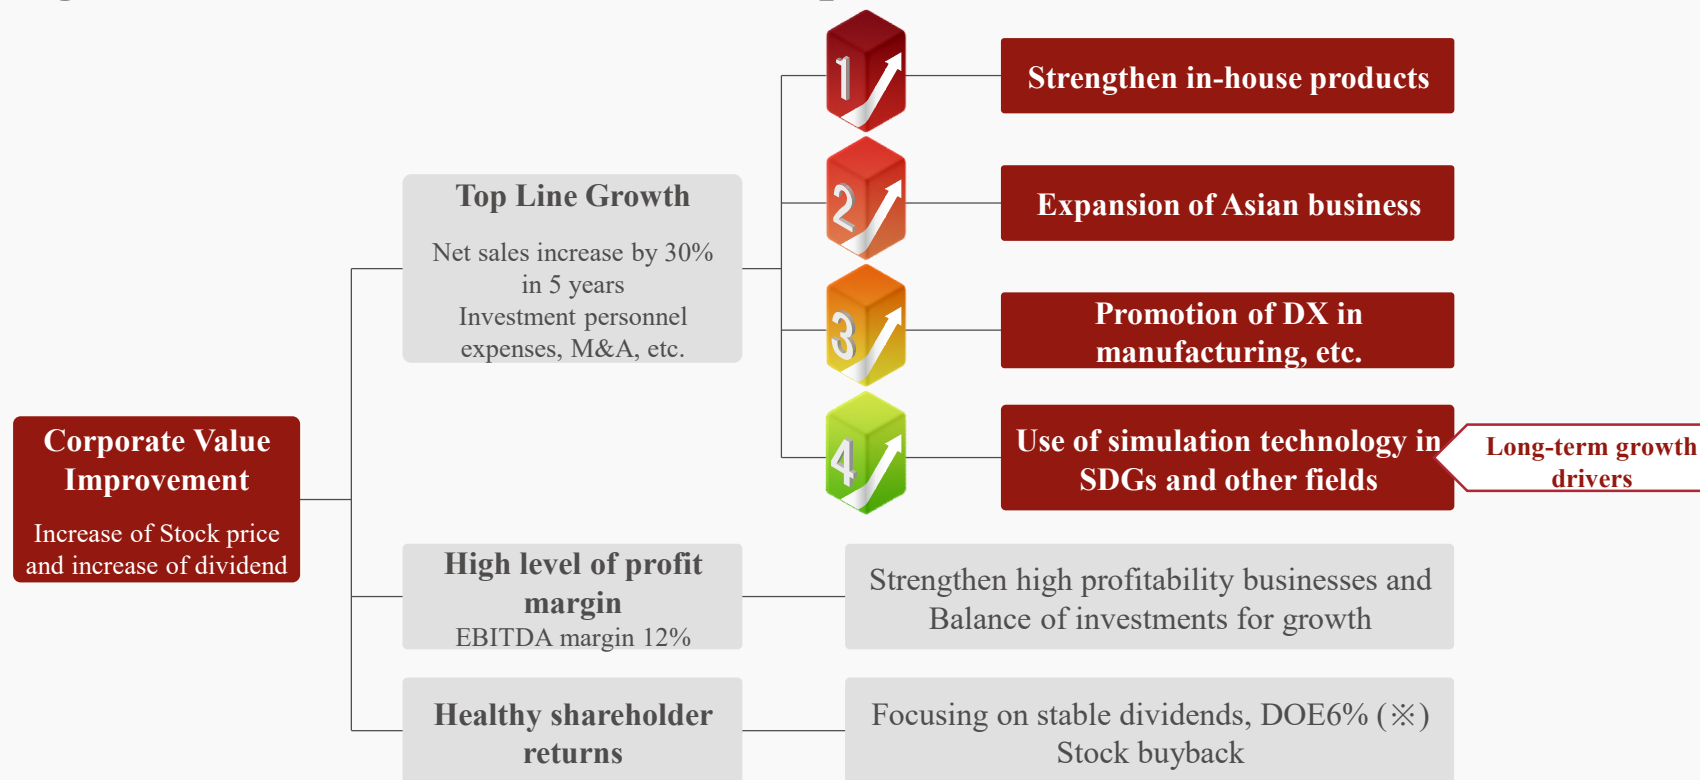 1
Strengthen in-house products
2
Expansion of Asian business
Top Line Growth
Net sales increase by 30%
in 5 years
Investment personnel
expenses, M&A, etc.
3
Promotion of DX in
manufacturing, etc.
4
Use of simulation technology in
SDGs and other fields
Long-term growth
drivers
Corporate Value
Improvement
Increase of Stock price
and increase of dividend
High level of profit
margin
EBITDA margin 12%
Strengthen high profitability businesses and
Balance of investments for growth
Healthy shareholder
returns
Focusing on stable dividends, DOE6% (※)
Stock buyback